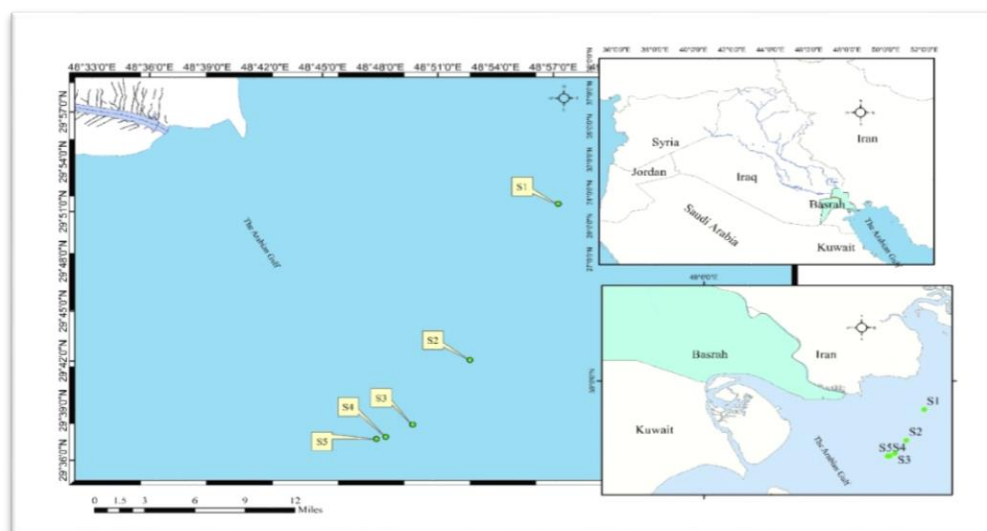 48°33'0"E 48°36'0"E 48°39'0"E 48°42'0"E 48°45'0"E 48°48'0"E 48°51'0"E 48°54'0"E 48°57'0"E
29°57'0"N
29°54'0"N
29°51'0"N
29°48'0"N
29°45'0"N
29°42'0"N
29°39'0"N
29°36'0"N
S1
The Arabian Gulf
S2
S3
S4
S5
0 1.5 3 6 9 12
Miles
Syria
Iran
Jordan
Iraq
Basrah
Saudi Arabia
Kuwait
The Arabian Gulf
Basrah
Iran
Kuwait
S1
S2
S5S4
S3
The Arabian Gulf